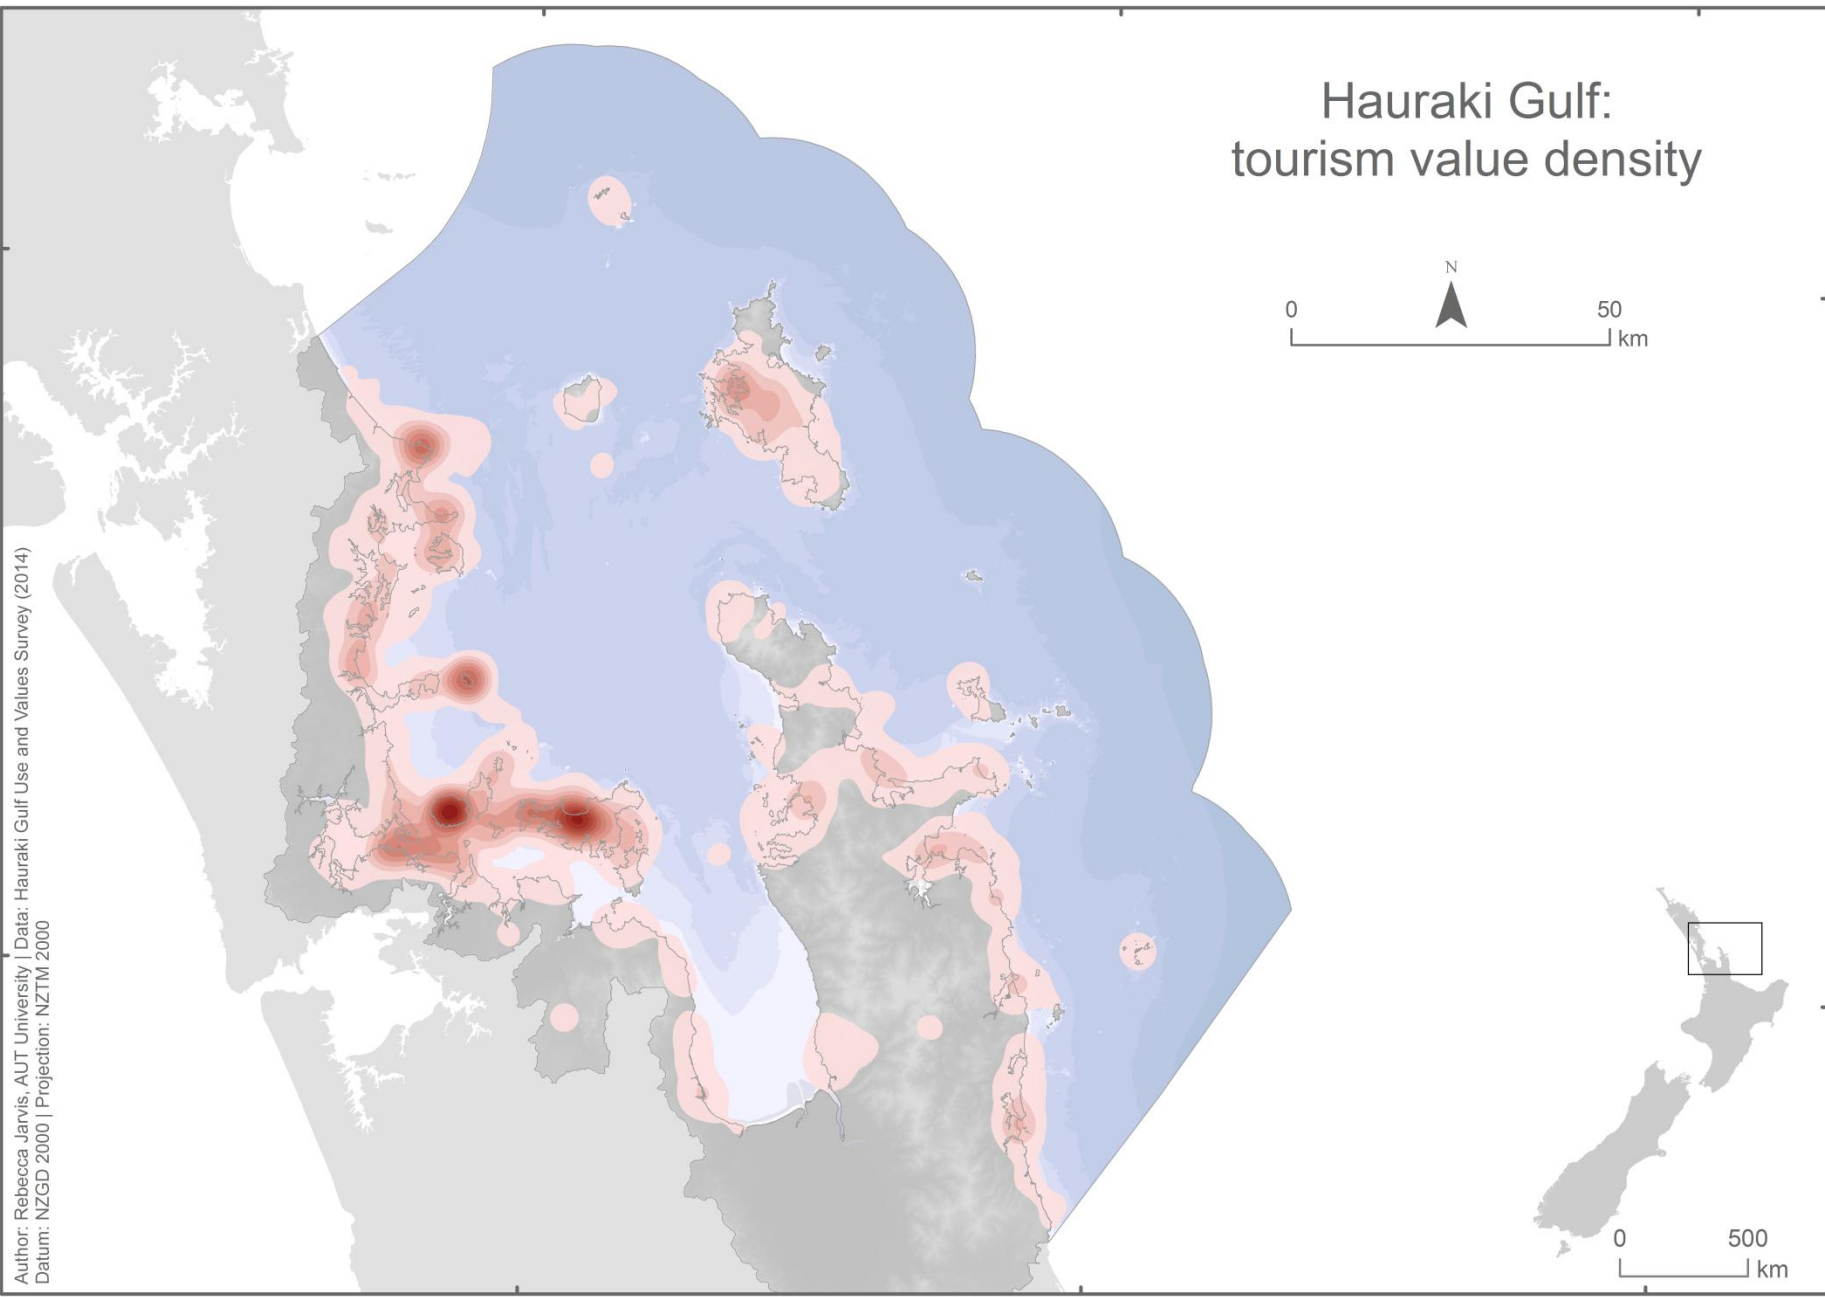 Hauraki Gulf:
tourism value density
N
0 50
km
Author: Rebecca Jarvis, AUT University | Data: Hauraki Gulf Use and Values Survey (2014)
Datum: NZGD 2000 | Projection: NZTM 2000
0 500
km